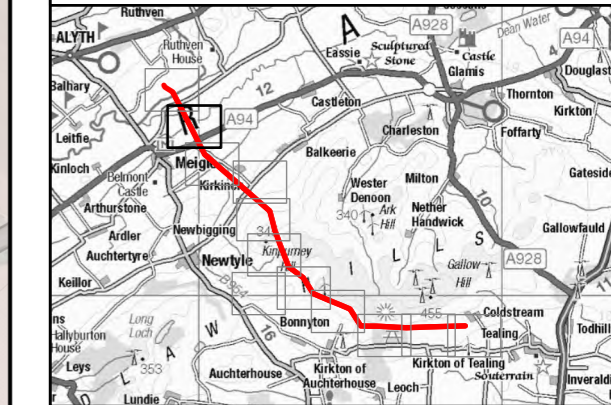 Ruthven
ALYTH
Ruthven
House
Balhary
Leitfie
Kinloch
Belmont
Castle
Arthurstone
Ardler
Auchtertyre
Keillor
Hallyburton
House
Leys
353
Long
Loch
Lundie
Newbigging
Newtyle
B954
16
Meigle
12
A94
A
Eassie
Sculptured
Stone
Castle
Glamis
A928
Dean Water
A94
4
Douglast
Thornton
Kirkton
Foffarty
Castleton
Charleston
Balkeerie
Wester
Denoon
340
Ark
Hill
Milton
Nether
Handwick
10
Gateside
Gallowfauld
A928
Gallow
Hill
I L L S
455
Bonnyton
Kirkton of
Auchterhouse
Auchterhouse
Leoch
Coldstream
Tealing
Kirkton of Tealing
Souterrain
Todhill
Inveraldi
L A W